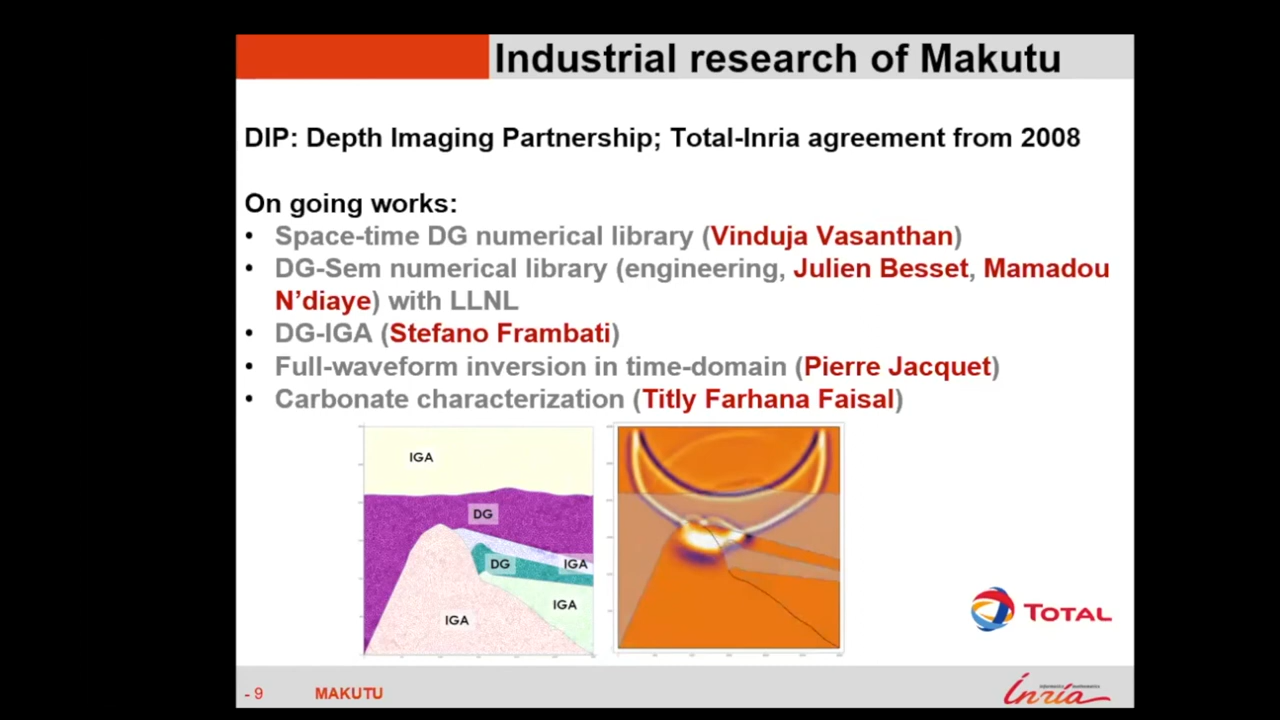 Industrial research of Makutu
DIP: Depth Imaging Partnership; Total-Inria agreement from 2008
On going works:
• Space-time DG numerical library (Vinduja Vasanthan)
• DG-Sem numerical library (engineering, Julien Besset, Mamadou
N’diaye) with LLNL
• DG-IGA (Stefano Frambati)
• Full-waveform inversion in time-domain (Pierre Jacquet)
• Carbonate characterization (Titly Farhana Faisal)
IGA
DG
DG
IGA
IGA
IGA
TOTAL
- 9 MAKUTU
informatics mathematics
Inria